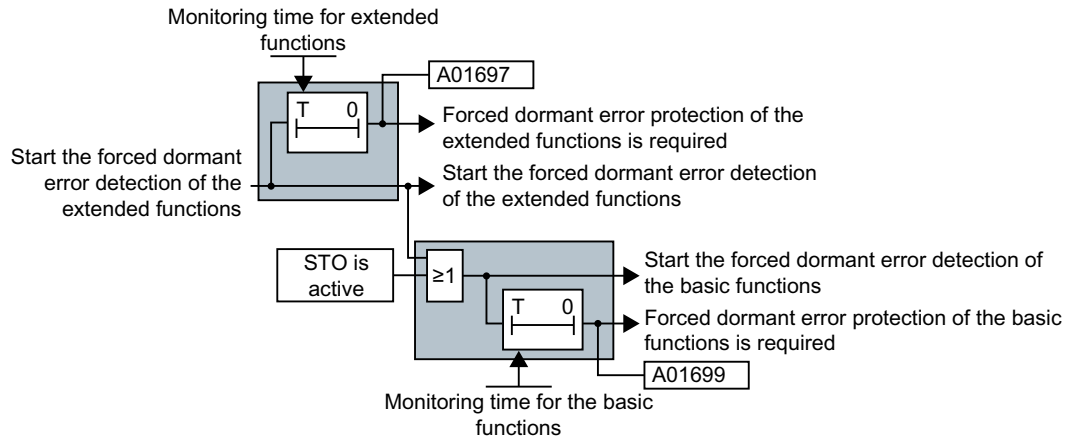 Monitoring time for extended
functions
A01697
T 0
Forced dormant error protection of the
extended functions is required
Start the forced dormant
error detection of the
extended functions
Start the forced dormant error detection
of the extended functions
STO is
active
≥1
Start the forced dormant error detection of
the basic functions
T 0
Forced dormant error protection of the basic
functions is required
A01699
Monitoring time for the basic
functions